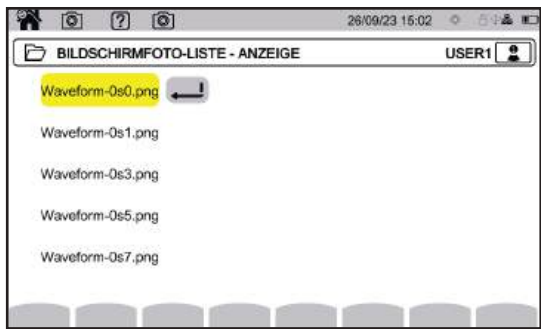 26/09/23 15:02
BILDSCHIRMFOTO-LISTE - ANZEIGE USER1
Waveform-0s0.png
Waveform-0s1.png
Waveform-0s3.png
Waveform-0s5.png
Waveform-0s7.png